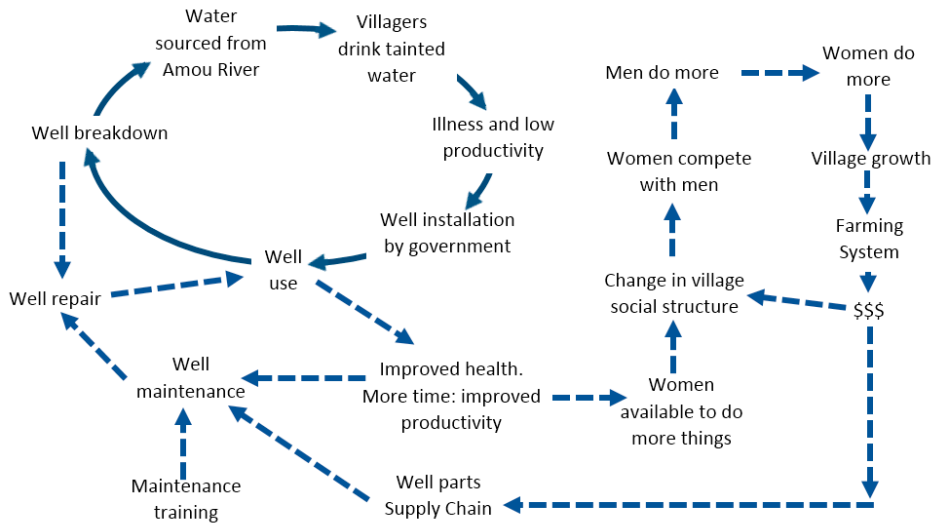 Water
sourced from
Amou River
Villagers
drink tainted
water
Illness and low
productivity
Well installation
by government
Well
use
Well breakdown
Well repair
Well
maintenance
Maintenance
training
Improved health.
More time: improved
productivity
Well parts
Supply Chain
Women
available to do
more things
Change in village
social structure
Women compete
with men
Men do more
Women do
more
Village growth
Farming
System
$$$